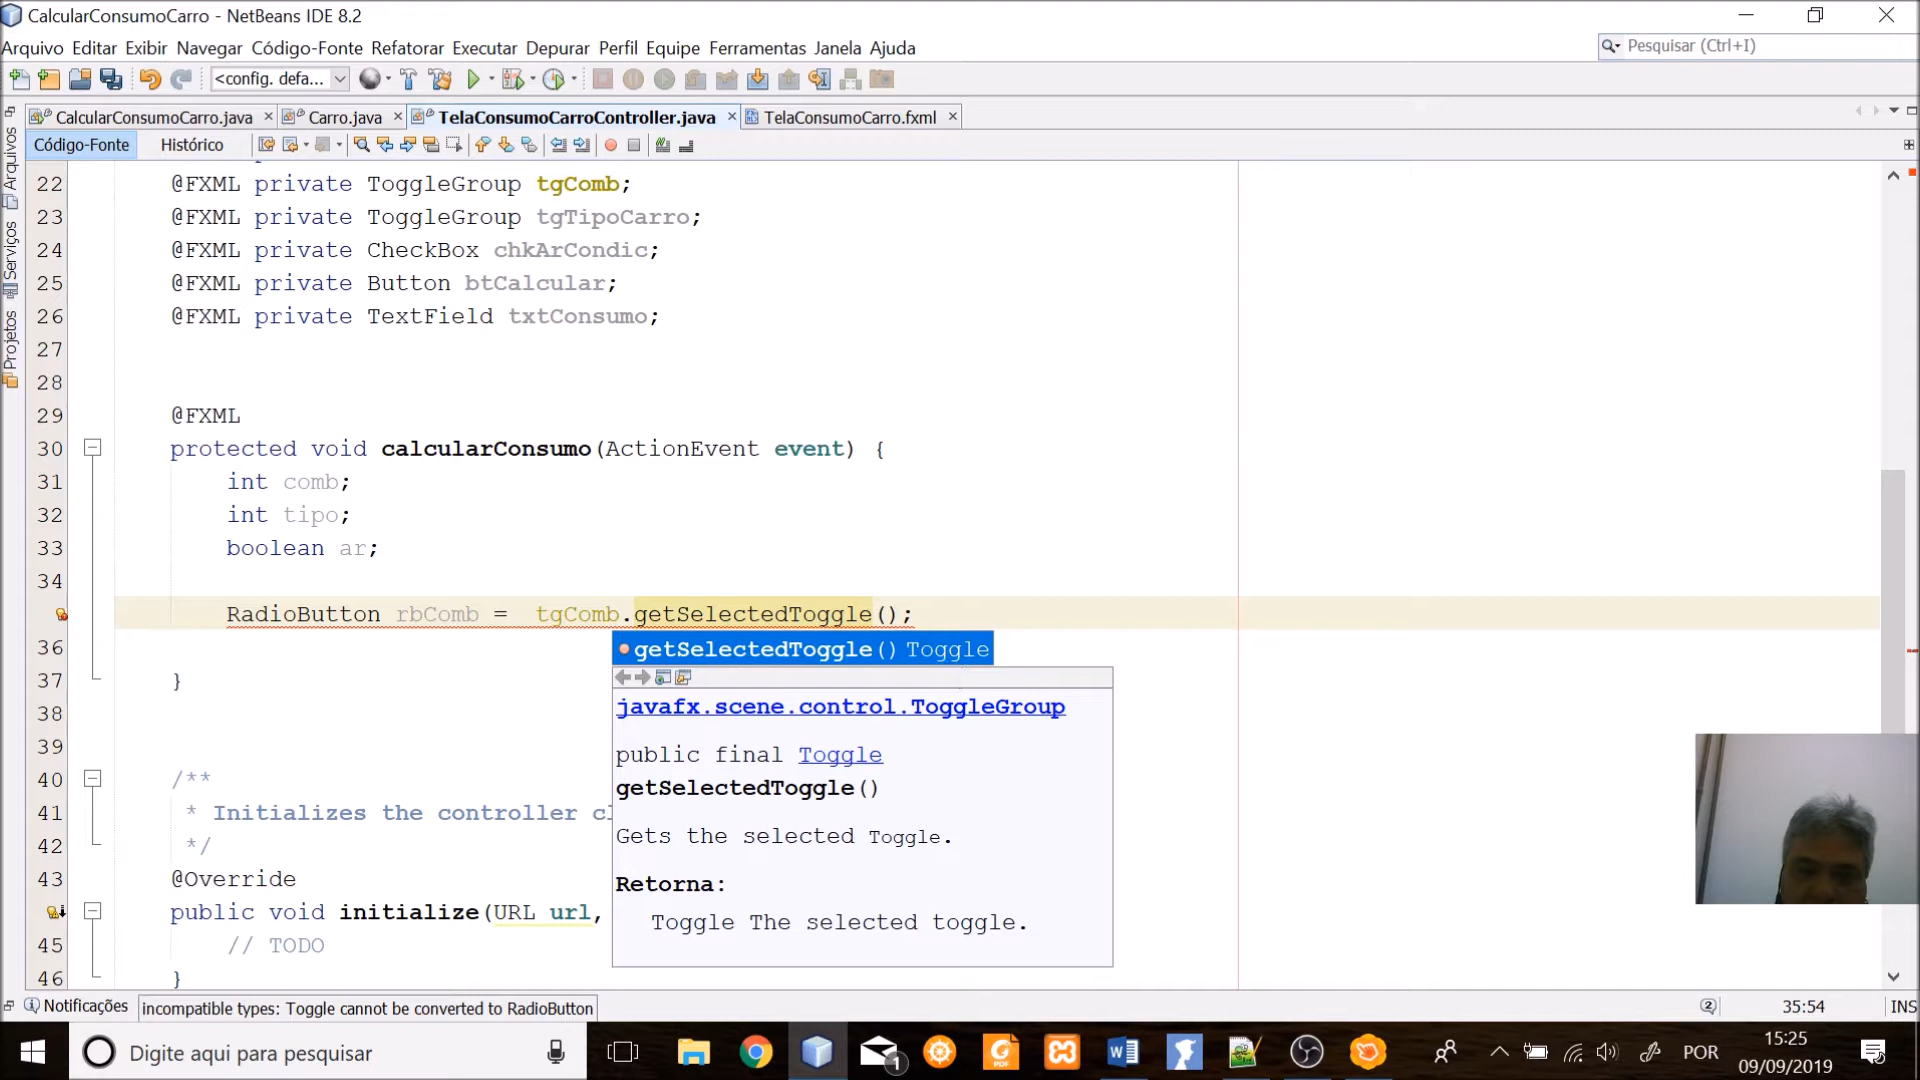 CalcularConsumoCarro - NetBeans IDE 8.2
Arquivo Editar Exibir Navegar Código-Fonte Refatorar Executar Depurar Perfil Equipe Ferramentas Janela Ajuda
Pesquisar (Ctrl+I)
<config. defa...
CalcularConsumoCarro.java Carro.java TelaConsumoCarroController.java TelaConsumoCarro.fxml
Código-Fonte Histórico
Arquivos
Serviços
Projetos
22 @FXML private ToggleGroup tgComb;
23 @FXML private ToggleGroup tgTipoCarro;
24 @FXML private CheckBox chkArCondic;
25 @FXML private Button btCalcular;
26 @FXML private TextField txtConsumo;
27
28
29 @FXML
30 protected void calcularConsumo(ActionEvent event) {
31 int comb;
32 int tipo;
33 boolean ar;
34
RadioButton rbComb =  tgComb.getSelectedToggle();
36
37 }
38
39
40 /**
41 * Initializes the controller cl
42 */
43 @Override
public void initialize(URL url,
45 // TODO
46 }
getSelectedToggle() Toggle
javafx.scene.control.ToggleGroup
public final Toggle
getSelectedToggle()
Gets the selected Toggle.
Retorna:
Toggle The selected toggle.
Notificações
incompatible types: Toggle cannot be converted to RadioButton
2
35:54
INS
Digite aqui para pesquisar
1
PDF
POR
15:25
09/09/2019